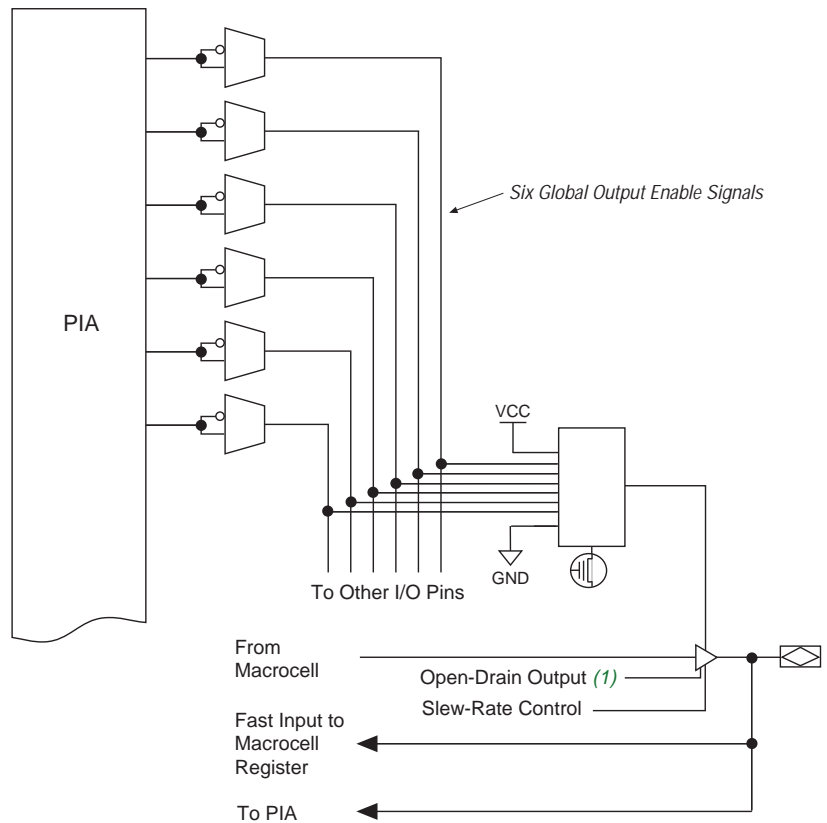 Six Global Output Enable Signals
PIA
VCC
GND
To Other I/O Pins
From
Macrocell
Open-Drain Output (1)
Slew-Rate Control
Fast Input to
Macrocell
Register
To PIA